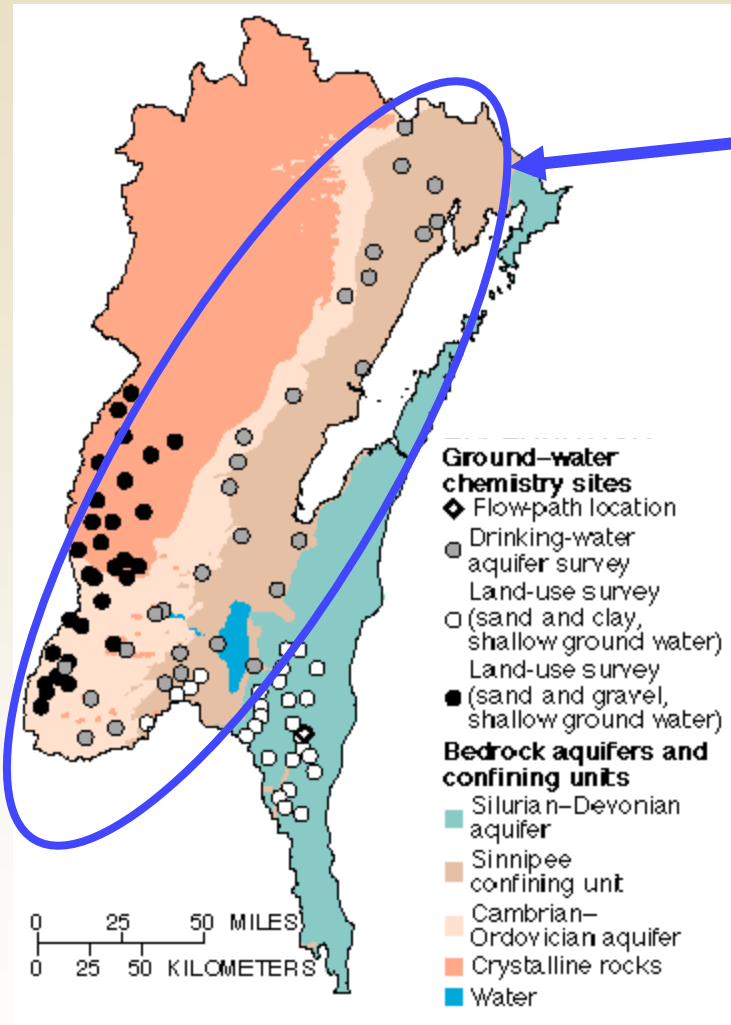 Ground–water
chemistry sites
Flow–path location
Drinking–water
aquifer survey
Land–use survey
(sand and clay,
shallow ground water)
Land–use survey
(sand and gravel,
shallow ground water)
Bedrock aquifers and
confining units
Silurian–Devonian
aquifer
Sinnipee
confining unit
Cambrian–
Ordovician aquifer
Crystalline rocks
Water
0 25 50 MILES
0 25 50 KILOMETERS